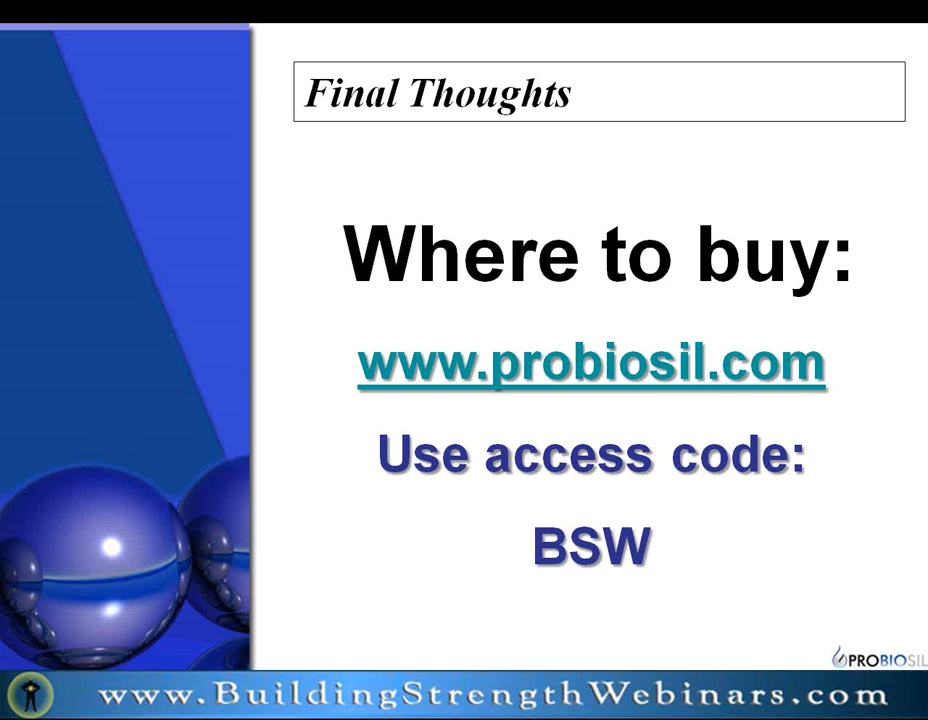 Final Thoughts
Where to buy:
www.probiosil.com
Use access code:
BSW
PROBIOSIL
www.BuildingStrengthWebinars.com